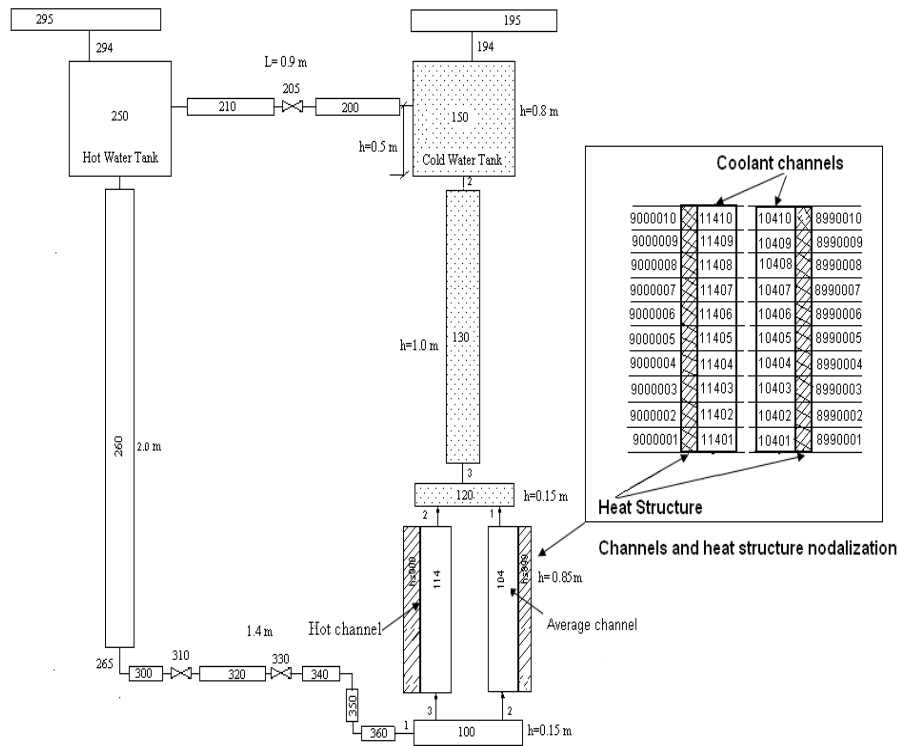 295
294
250
Hot Water Tank
195
194
150
Cold Water Tank
h=0.8 m
L= 0.9 m
205
210
200
h=0.5 m
2
130
h=1.0 m
260
2.0 m
3
120
h=0.15 m
2
1
hs900
114
104
hs899
h= 0.85m
Hot channel
Average channel
3
2
1
100
h=0.15 m
265
300
310
320
1.4 m
330
340
350
360
Coolant channels
9000010 11410 10410 8990010
9000009 11409 10409 8990009
9000008 11408 10408 8990008
9000007 11407 10407 8990007
9000006 11406 10406 8990006
9000005 11405 10405 8990005
9000004 11404 10404 8990004
9000003 11403 10403 8990003
9000002 11402 10402 8990002
9000001 11401 10401 8990001
Heat Structure
Channels and heat structure nodalization